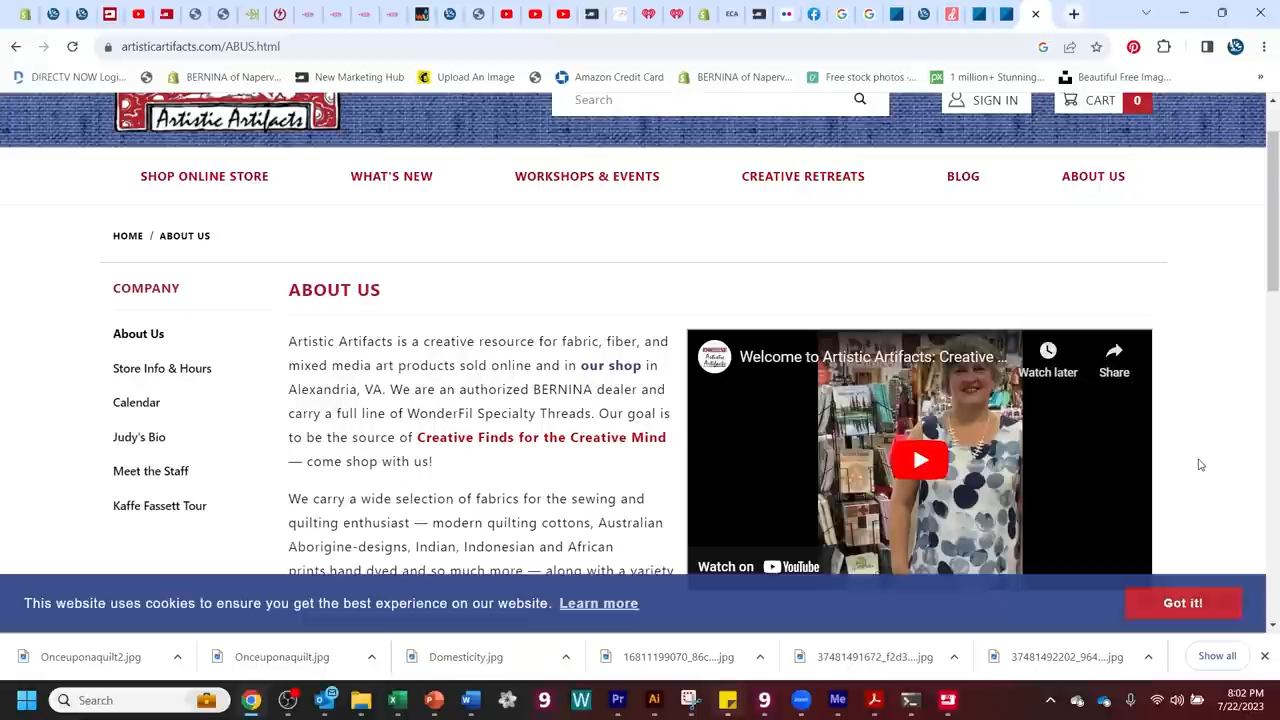 artisticartifacts.com/ABUS.html
DIRECTV NOW Logi...
BERNINA of Naperv...
New Marketing Hub
Upload An Image
Amazon Credit Card
BERNINA of Naperv...
Free stock photos -...
1 million+ Stunning...
Beautiful Free Imag...
»
Artistic Artifacts
Search
SIGN IN
CART
0
SHOP ONLINE STORE
WHAT'S NEW
WORKSHOPS & EVENTS
CREATIVE RETREATS
BLOG
ABOUT US
HOME / ABOUT US
COMPANY
About Us
Store Info & Hours
Calendar
Judy's Bio
Meet the Staff
Kaffe Fassett Tour
ABOUT US
Artistic Artifacts is a creative resource for fabric, fiber, and
mixed media art products sold online and in our shop in
Alexandria, VA. We are an authorized BERNINA dealer and
carry a full line of WonderFil Specialty Threads. Our goal is
to be the source of Creative Finds for the Creative Mind
— come shop with us!
We carry a wide selection of fabrics for the sewing and
quilting enthusiast — modern quilting cottons, Australian
Aborigine-designs, Indian, Indonesian and African
prints,hand dyed and so much more — along with a variety
Welcome to Artistic Artifacts: Creative ...
Watch later
Share
Watch on YouTube
This website uses cookies to ensure you get the best experience on our website. Learn more
Got it!
Onceuponaquilt2.jpg
Onceuponaquilt.jpg
Domesticity.jpg
16811199070_86c....jpg
37481491672_f2d3....jpg
37481492202_964....jpg
Show all
Search
8:02 PM
7/22/2023